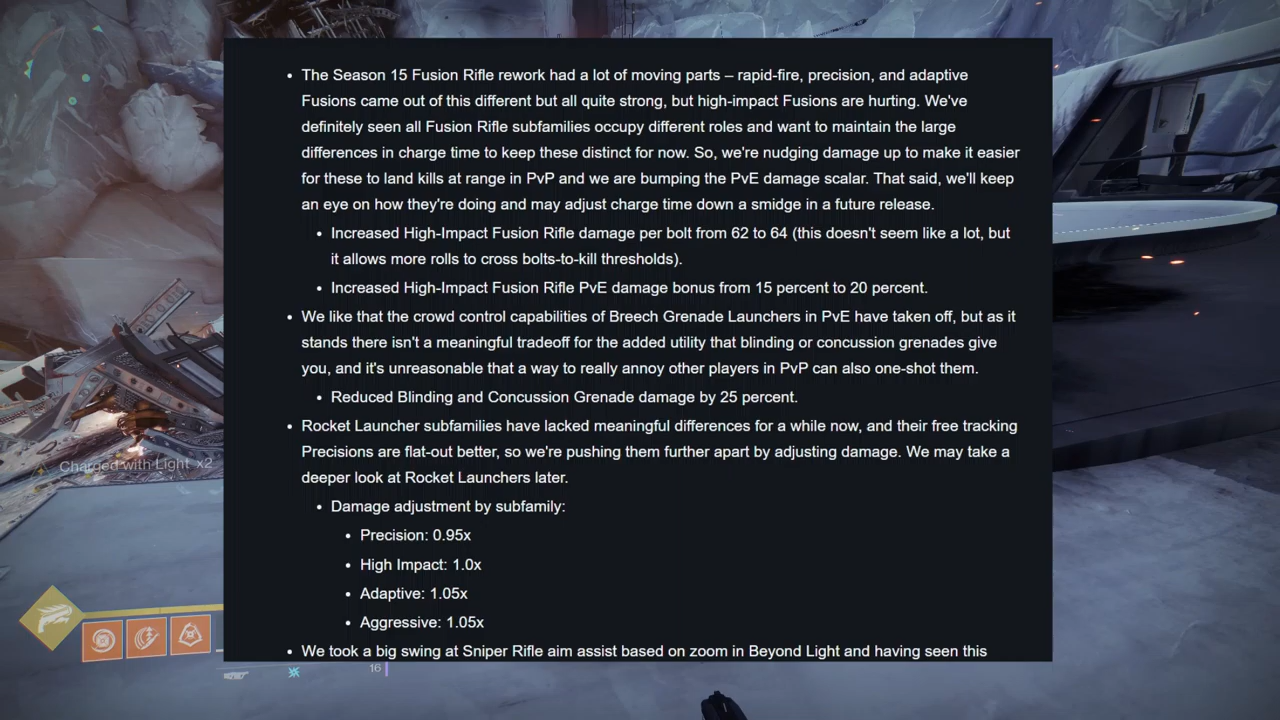 The Season 15 Fusion Rifle rework had a lot of moving parts – rapid-fire, precision, and adaptive
Fusions came out of this different but all quite strong, but high-impact Fusions are hurting. We've
definitely seen all Fusion Rifle subfamilies occupy different roles and want to maintain the large
differences in charge time to keep these distinct for now. So, we're nudging damage up to make it easier
for these to land kills at range in PvP and we are bumping the PvE damage scalar. That said, we'll keep
an eye on how they're doing and may adjust charge time down a smidge in a future release.
Increased High-Impact Fusion Rifle damage per bolt from 62 to 64 (this doesn't seem like a lot, but
it allows more rolls to cross bolts-to-kill thresholds).
Increased High-Impact Fusion Rifle PvE damage bonus from 15 percent to 20 percent.
We like that the crowd control capabilities of Breech Grenade Launchers in PvE have taken off, but as it
stands there isn't a meaningful tradeoff for the added utility that blinding or concussion grenades give
you, and it's unreasonable that a way to really annoy other players in PvP can also one-shot them.
Reduced Blinding and Concussion Grenade damage by 25 percent.
Rocket Launcher subfamilies have lacked meaningful differences for a while now, and their free tracking
Precisions are flat-out better, so we're pushing them further apart by adjusting damage. We may take a
deeper look at Rocket Launchers later.
Damage adjustment by subfamily:
Precision: 0.95x
High Impact: 1.0x
Adaptive: 1.05x
Aggressive: 1.05x
We took a big swing at Sniper Rifle aim assist based on zoom in Beyond Light and having seen this
Charged with Light x2
16